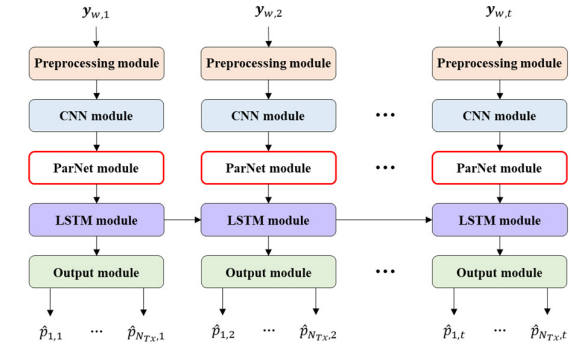 y_{w,1} y_{w,2} y_{w,t}
Preprocessing module Preprocessing module Preprocessing module
CNN module CNN module ••• CNN module
ParNet module ParNet module ••• ParNet module
LSTM module LSTM module LSTM module
Output module Output module ••• Output module
p̂_{1,1} ⋯ p̂_{N_{Tx},1} p̂_{1,2} ⋯ p̂_{N_{Tx},2} p̂_{1,t} ⋯ p̂_{N_{Tx},t}